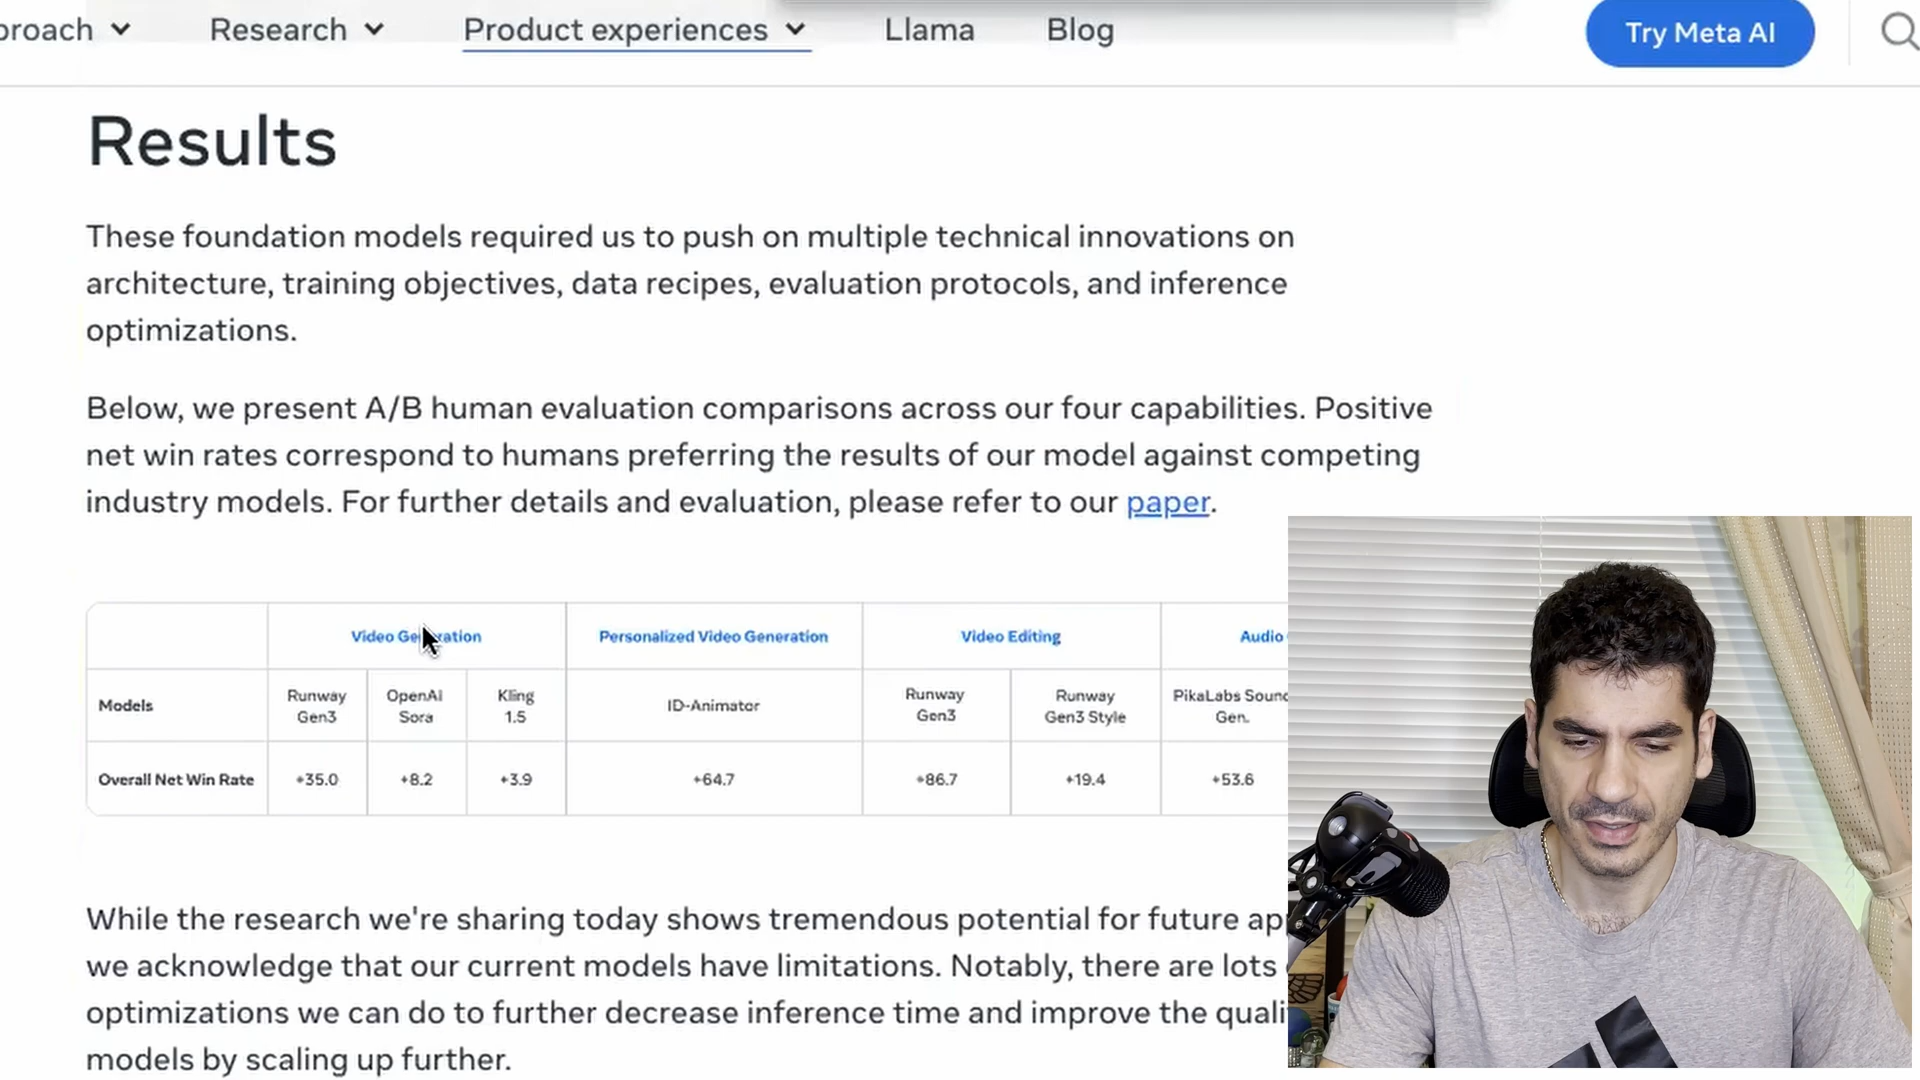 proach
Research
Product experiences
Llama
Blog
Try Meta AI
Results
These foundation models required us to push on multiple technical innovations on
architecture, training objectives, data recipes, evaluation protocols, and inference
optimizations.
Below, we present A/B human evaluation comparisons across our four capabilities. Positive
net win rates correspond to humans preferring the results of our model against competing
industry models. For further details and evaluation, please refer to our paper.
Video Generation
Personalized Video Generation
Video Editing
Audio
Models
Runway
Gen3
OpenAI
Sora
Kling
1.5
ID-Animator
Runway
Gen3
Runway
Gen3 Style
PikaLabs Sound
Gen.
Overall Net Win Rate
+35.0
+8.2
+3.9
+64.7
+86.7
+19.4
+53.6
While the research we're sharing today shows tremendous potential for future ap
we acknowledge that our current models have limitations. Notably, there are lots
optimizations we can do to further decrease inference time and improve the quali
models by scaling up further.